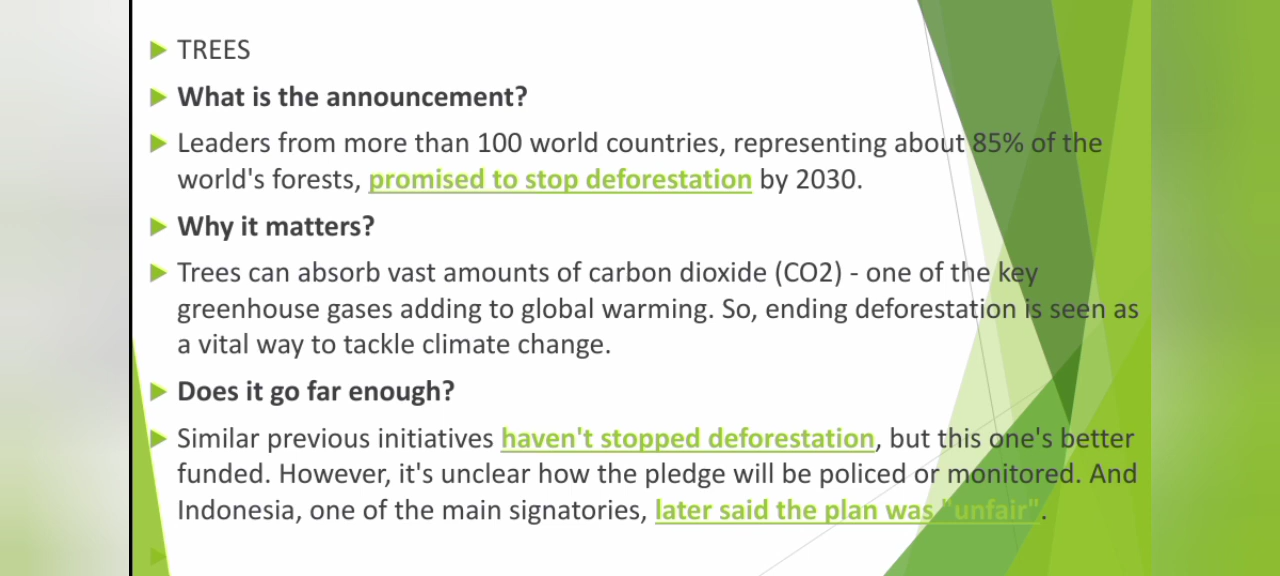 TREES
What is the announcement?
Leaders from more than 100 world countries, representing about 85% of the
world's forests, promised to stop deforestation by 2030.
Why it matters?
Trees can absorb vast amounts of carbon dioxide (CO2) - one of the key
greenhouse gases adding to global warming. So, ending deforestation is seen as
a vital way to tackle climate change.
Does it go far enough?
Similar previous initiatives haven't stopped deforestation, but this one's better
funded. However, it's unclear how the pledge will be policed or monitored. And
Indonesia, one of the main signatories, later said the plan was "unfair".